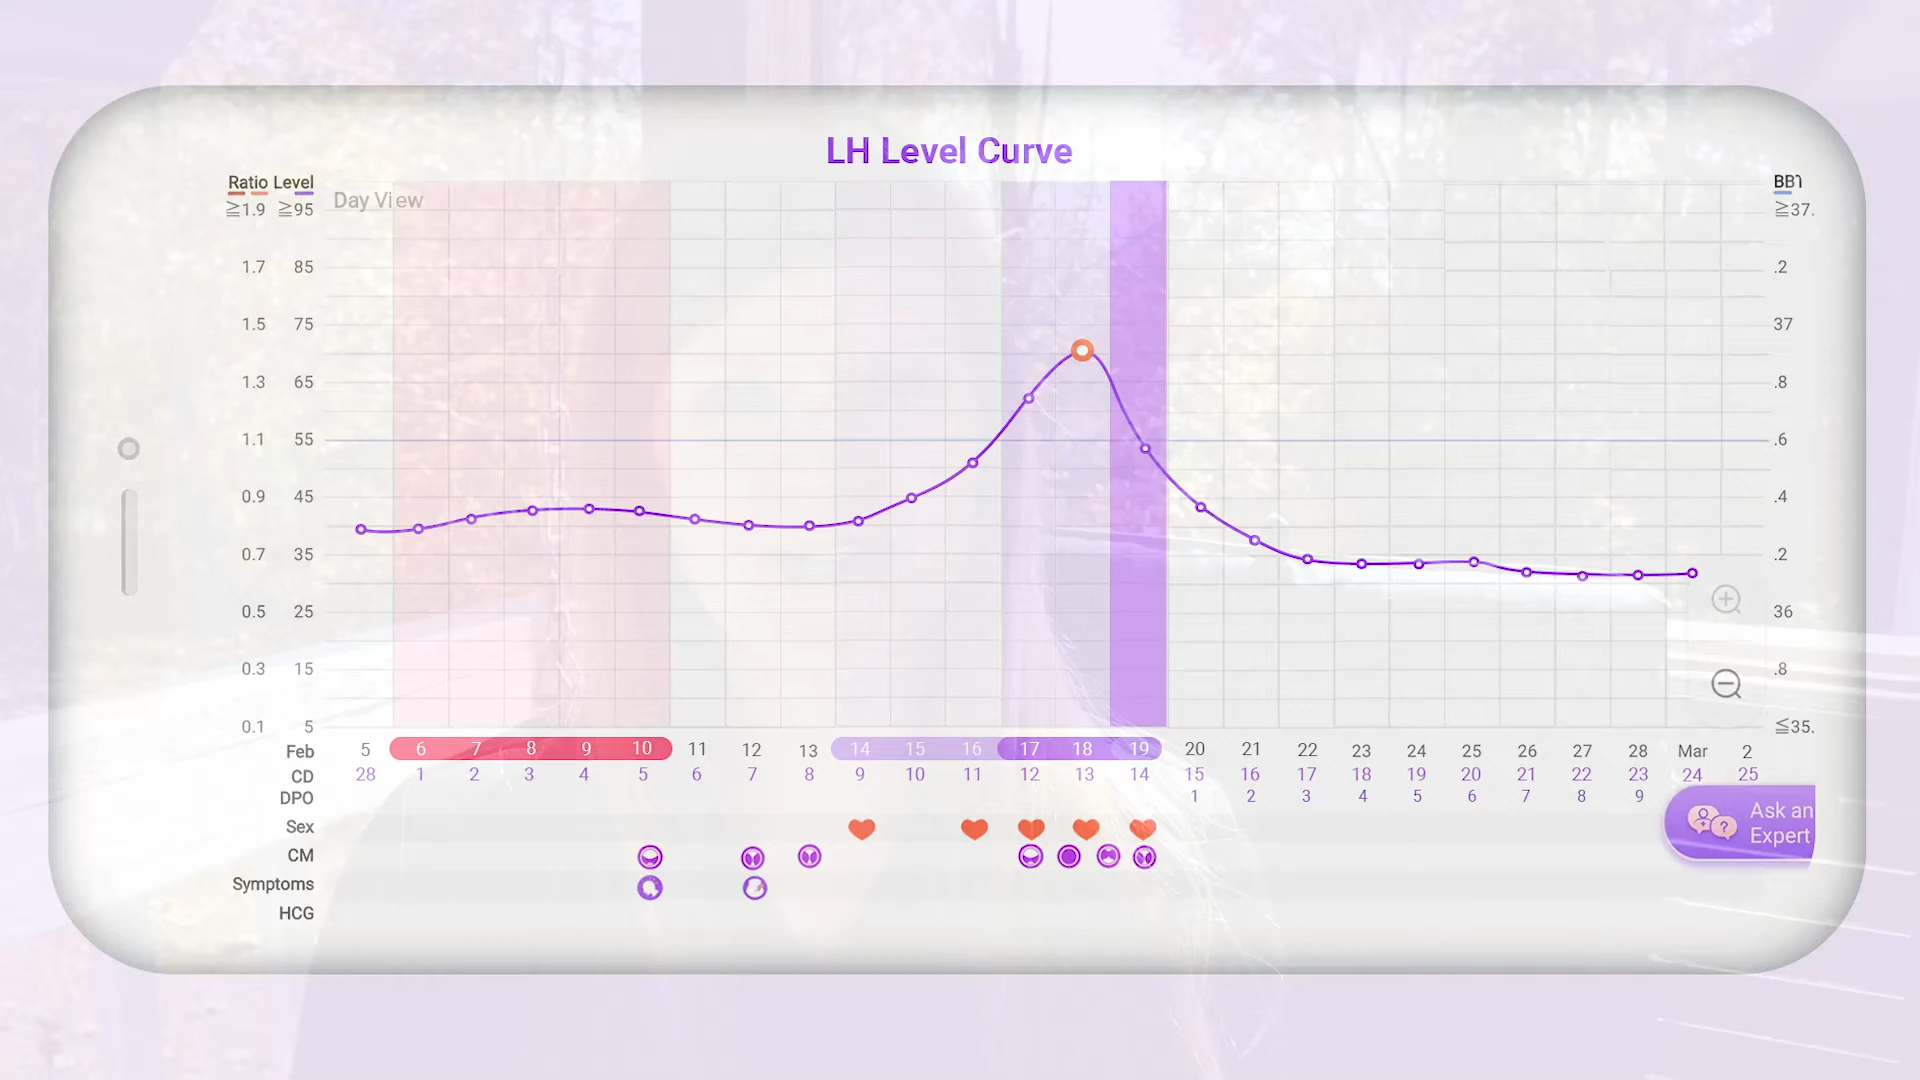 LH Level Curve
Ratio Level
BBT
Day View
≧1.9 ≧95 ≧37.
1.7 85 .2
1.5 75 37
1.3 65 .8
1.1 55 .6
0.9 45 .4
0.7 35 .2
0.5 25 36
0.3 15 .8
0.1 5 ≦35.
Feb 5 6 7 8 9 10 11 12 13 14 15 16 17 18 19 20 21 22 23 24 25 26 27 28 Mar 2
CD 28 1 2 3 4 5 6 7 8 9 10 11 12 13 14 15 16 17 18 19 20 21 22 23 24 25
DPO 1 2 3 4 5 6 7 8 9
Ask an
Expert
Sex
CM
Symptoms
HCG